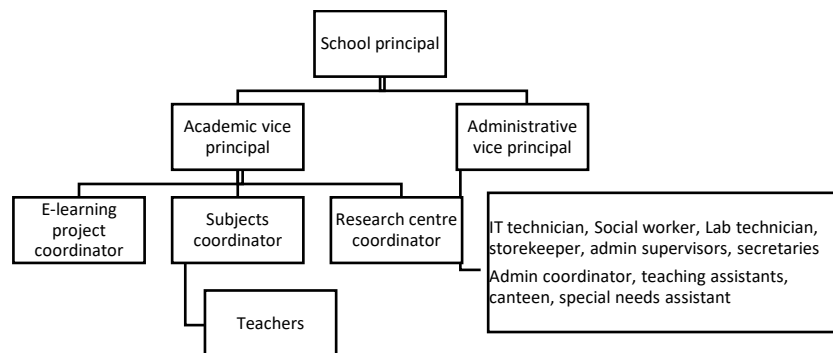 School principal
Academic vice
principal
Administrative
vice principal
E-learning
project
coordinator
Subjects
coordinator
Research centre
coordinator
IT technician, Social worker, Lab technician,
storekeeper, admin supervisors, secretaries
Admin coordinator, teaching assistants,
canteen, special needs assistant
Teachers